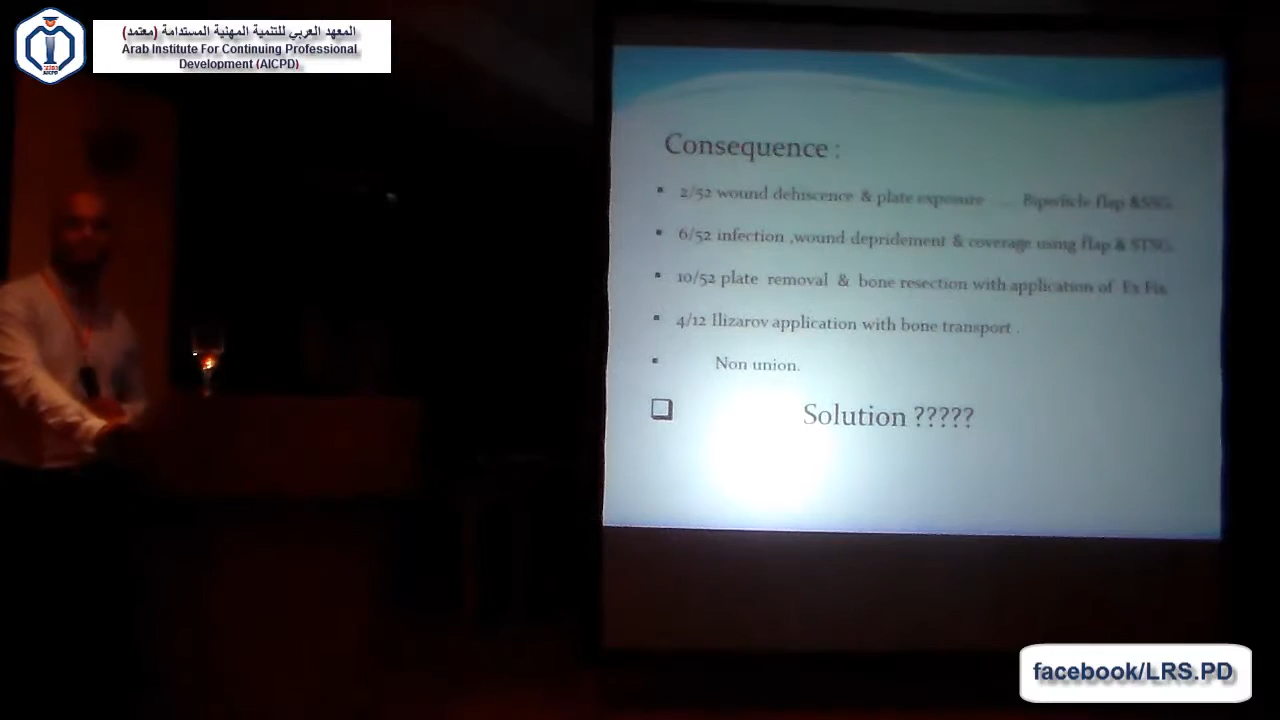 المعهد العربي للتنمية المهنية المستدامة (معتمد)
Arab Institute For Continuing Professional
Development (AICPD)
AICPD
Consequence :
2/52 wound dehiscence & plate exposure ..... Bipedicle flap &SSG.
6/52 infection ,wound depridement & coverage using flap & STSG.
10/52 plate removal & bone resection with application of Ex Fix
4/12 Ilizarov application with bone transport .
Non union.
Solution ?????
facebook/LRS.PD